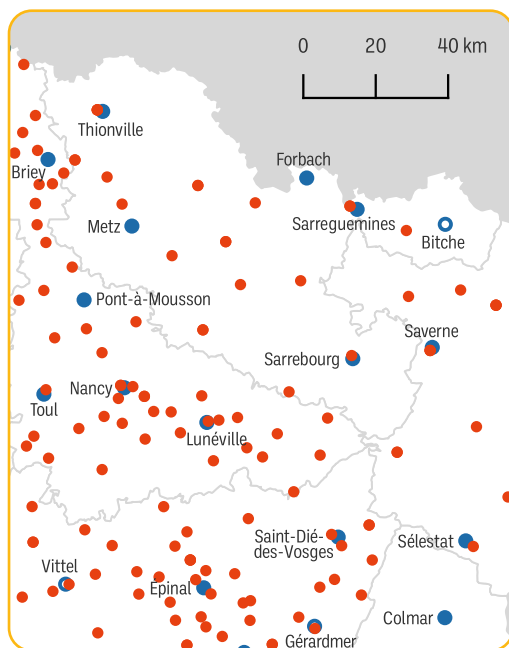 0 20 40 km
Thionville
Forbach
Briey
Metz
Sarreguemines
Bitche
Pont-à-Mousson
Saverne
Sarrebourg
Nancy
Toul
Lunéville
Saint-Dié-
des-Vosges
Sélestat
Vittel
Épinal
Colmar
Gérardmer